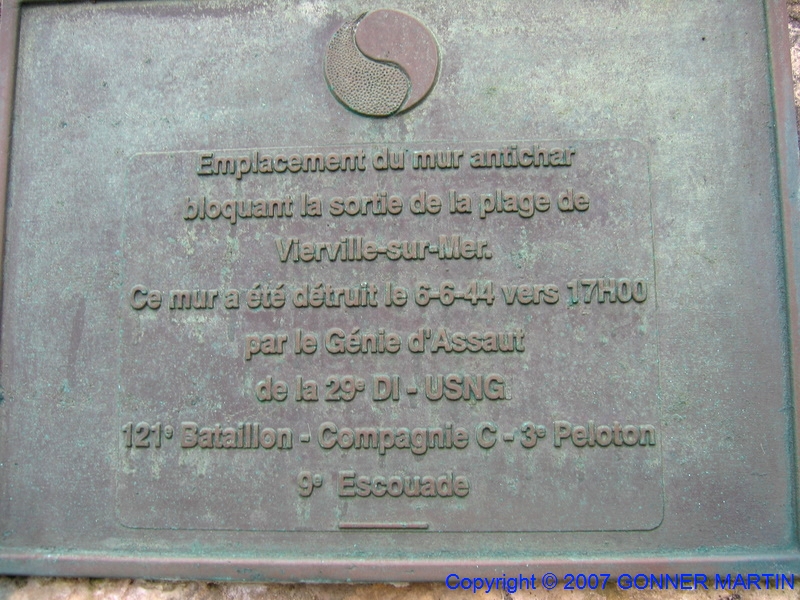 Emplacement du mur antichar
bloquant la sortie de la plage de
Vierville-sur-Mer.
Ce mur a été détruit le 6-6-44 vers 17H00
par le Génie d'Assaut
de la 29e DI - USNG
121e Bataillon - Compagnie C - 3e Peloton
9e Escouade
Copyright © 2007 GONNER MARTIN